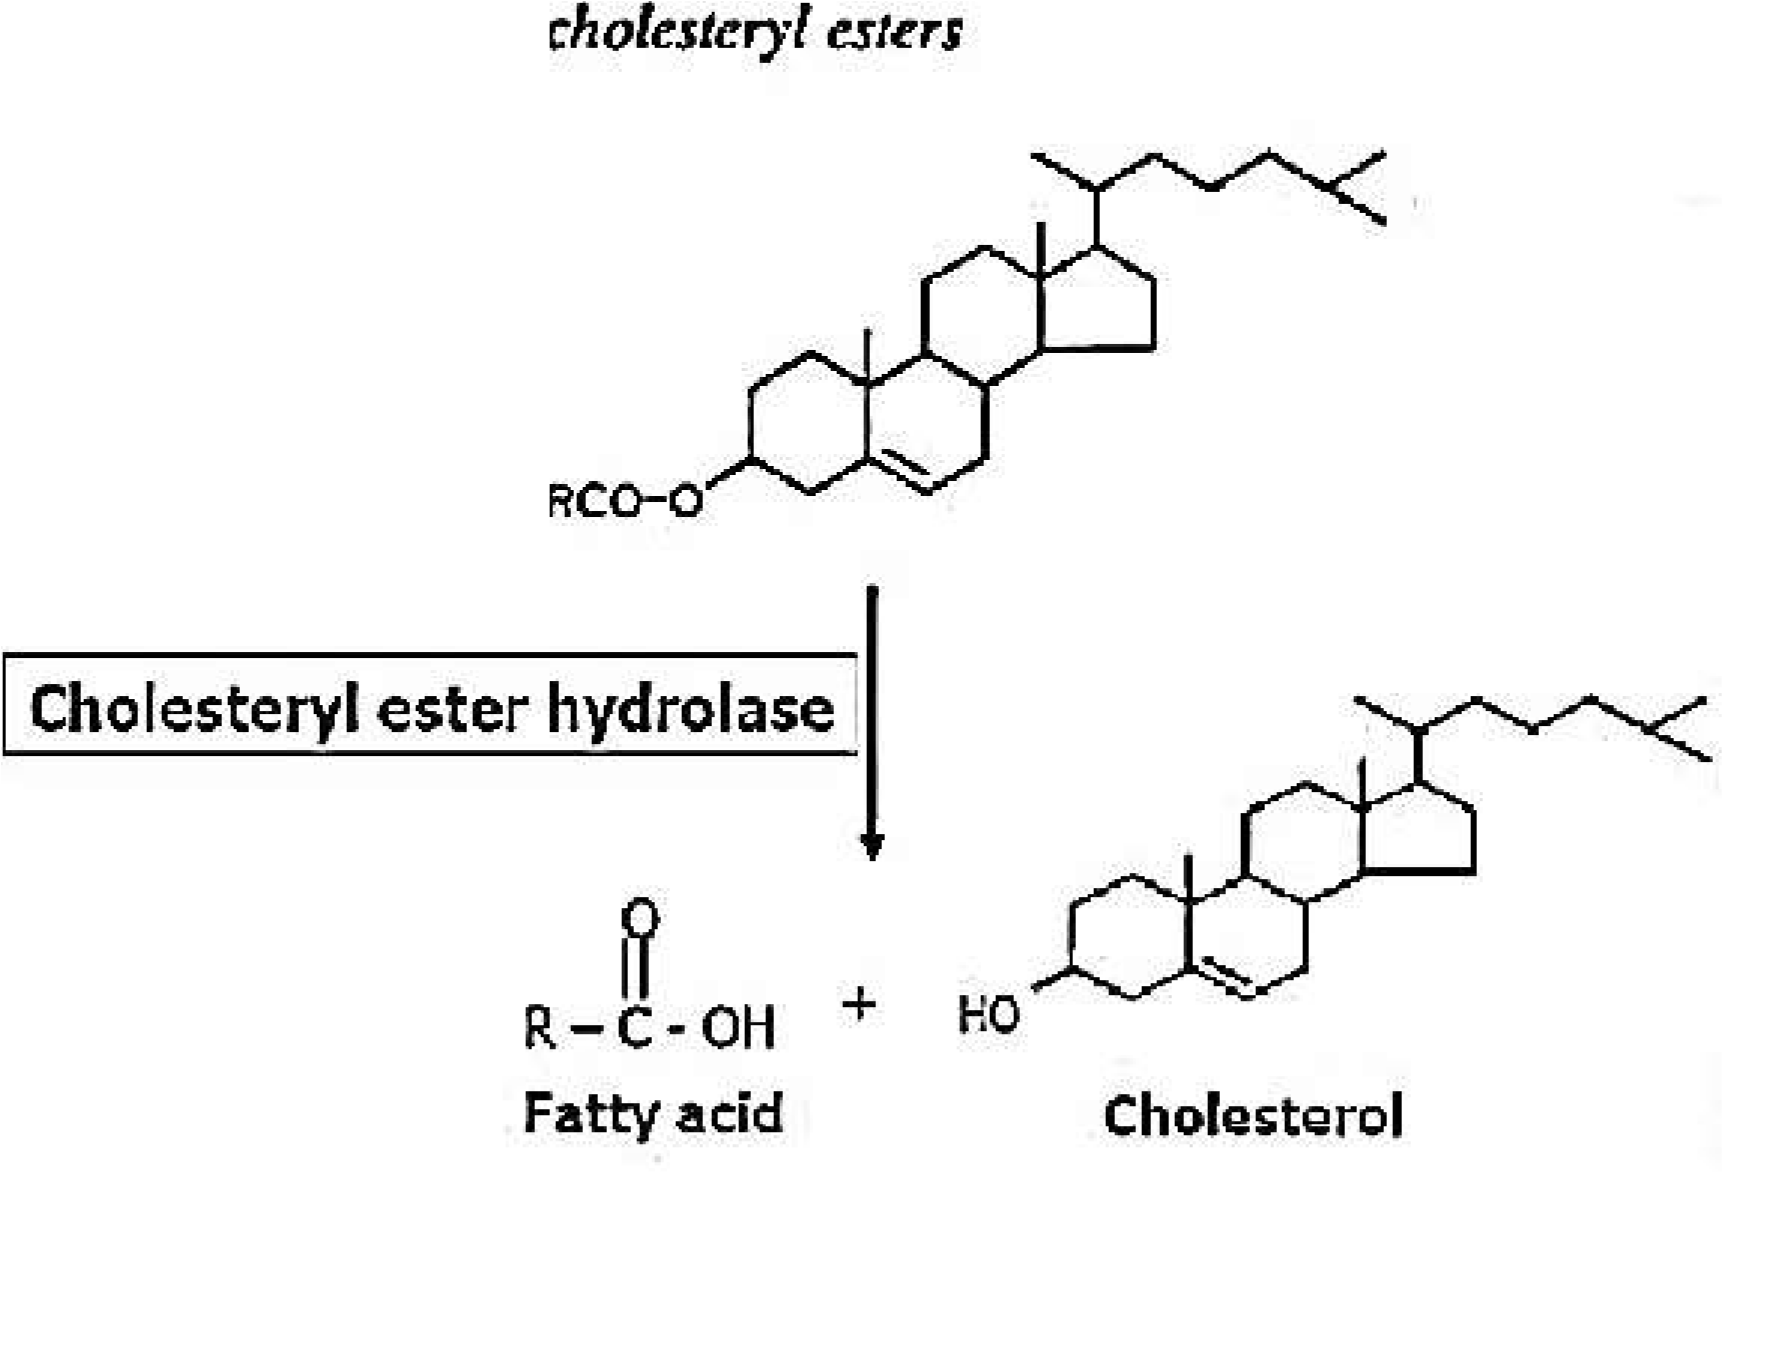 cholesteryl esters
RCO-O
Cholesteryl ester hydrolase
O
R - C - OH
+
HO
Fatty acid
Cholesterol